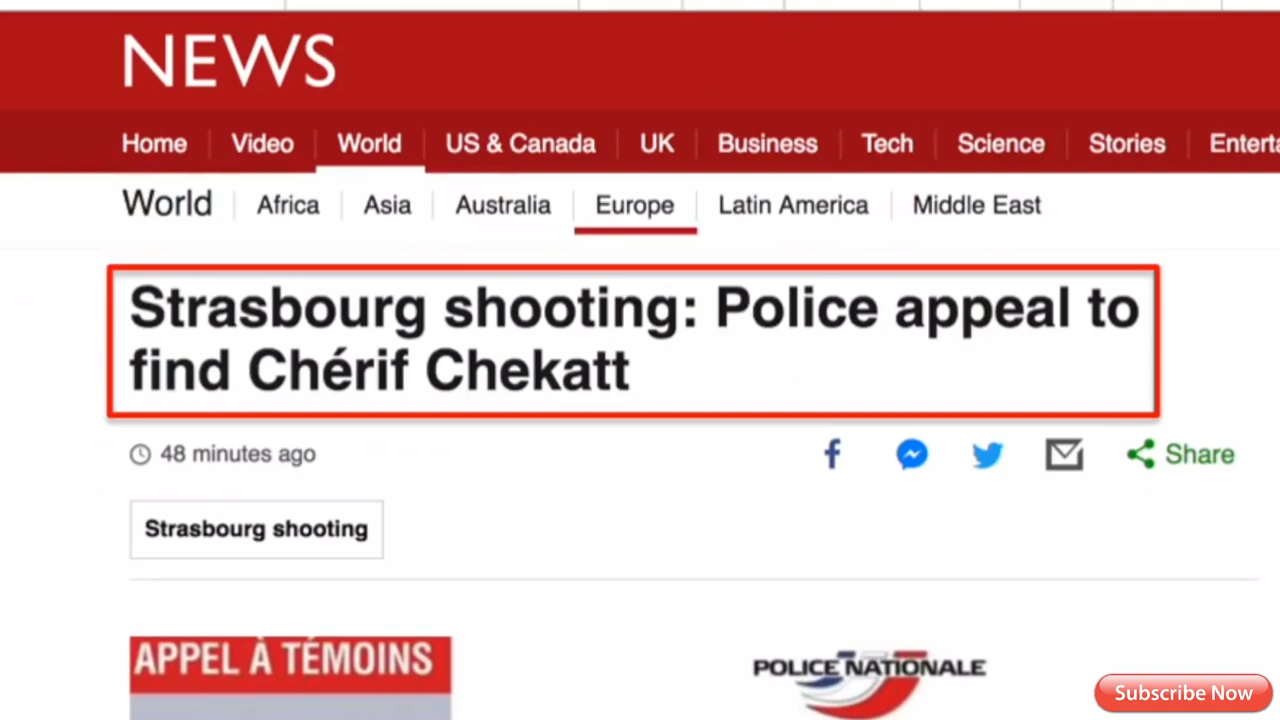 NEWS
Home Video World US & Canada UK Business Tech Science Stories Enterta
World Africa Asia Australia Europe Latin America Middle East
Strasbourg shooting: Police appeal to
find Chérif Chekatt
48 minutes ago Share
Strasbourg shooting
APPEL À TÉMOINS
POLICE NATIONALE
Subscribe Now